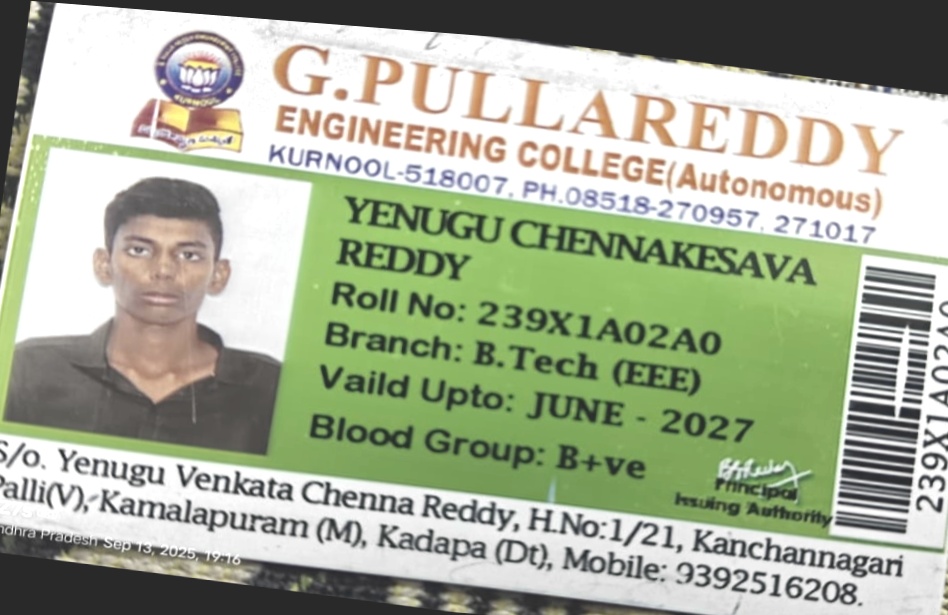 KURNOOL
G.PULLAREDDY
ENGINEERING COLLEGE(Autonomous)
KURNOOL-518007. PH.08518-270957, 271017
YENUGU CHENNAKESAVA
REDDY
Roll No: 239X1A02A0
Branch: B.Tech (EEE)
Vaild Upto: JUNE - 2027
Blood Group: B+ve
Principal
Issuing Authority
239X1A02A0
S/o. Yenugu Venkata Chenna Reddy, H.No:1/21, Kanchannagari
Palli(V), Kamalapuram (M), Kadapa (Dt), Mobile: 9392516208.
Pradesh Sep 13, 2025, 19:16